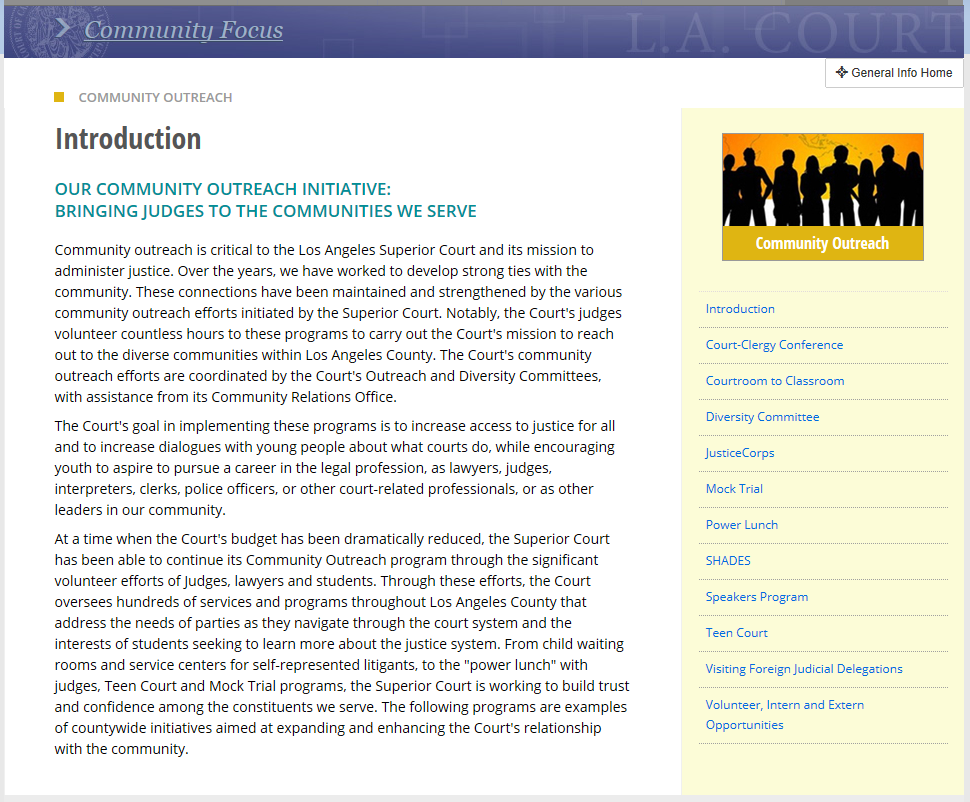 Community Focus
L.A. COURT
General Info Home
COMMUNITY OUTREACH
Introduction
OUR COMMUNITY OUTREACH INITIATIVE:
BRINGING JUDGES TO THE COMMUNITIES WE SERVE
Community outreach is critical to the Los Angeles Superior Court and its mission to
administer justice. Over the years, we have worked to develop strong ties with the
community. These connections have been maintained and strengthened by the various
community outreach efforts initiated by the Superior Court. Notably, the Court's judges
volunteer countless hours to these programs to carry out the Court's mission to reach
out to the diverse communities within Los Angeles County. The Court's community
outreach efforts are coordinated by the Court's Outreach and Diversity Committees,
with assistance from its Community Relations Office.
The Court's goal in implementing these programs is to increase access to justice for all
and to increase dialogues with young people about what courts do, while encouraging
youth to aspire to pursue a career in the legal profession, as lawyers, judges,
interpreters, clerks, police officers, or other court-related professionals, or as other
leaders in our community.
At a time when the Court's budget has been dramatically reduced, the Superior Court
has been able to continue its Community Outreach program through the significant
volunteer efforts of Judges, lawyers and students. Through these efforts, the Court
oversees hundreds of services and programs throughout Los Angeles County that
address the needs of parties as they navigate through the court system and the
interests of students seeking to learn more about the justice system. From child waiting
rooms and service centers for self-represented litigants, to the "power lunch" with
judges, Teen Court and Mock Trial programs, the Superior Court is working to build trust
and confidence among the constituents we serve. The following programs are examples
of countywide initiatives aimed at expanding and enhancing the Court's relationship
with the community.
Community Outreach
Introduction
Court-Clergy Conference
Courtroom to Classroom
Diversity Committee
JusticeCorps
Mock Trial
Power Lunch
SHADES
Speakers Program
Teen Court
Visiting Foreign Judicial Delegations
Volunteer, Intern and Extern
Opportunities